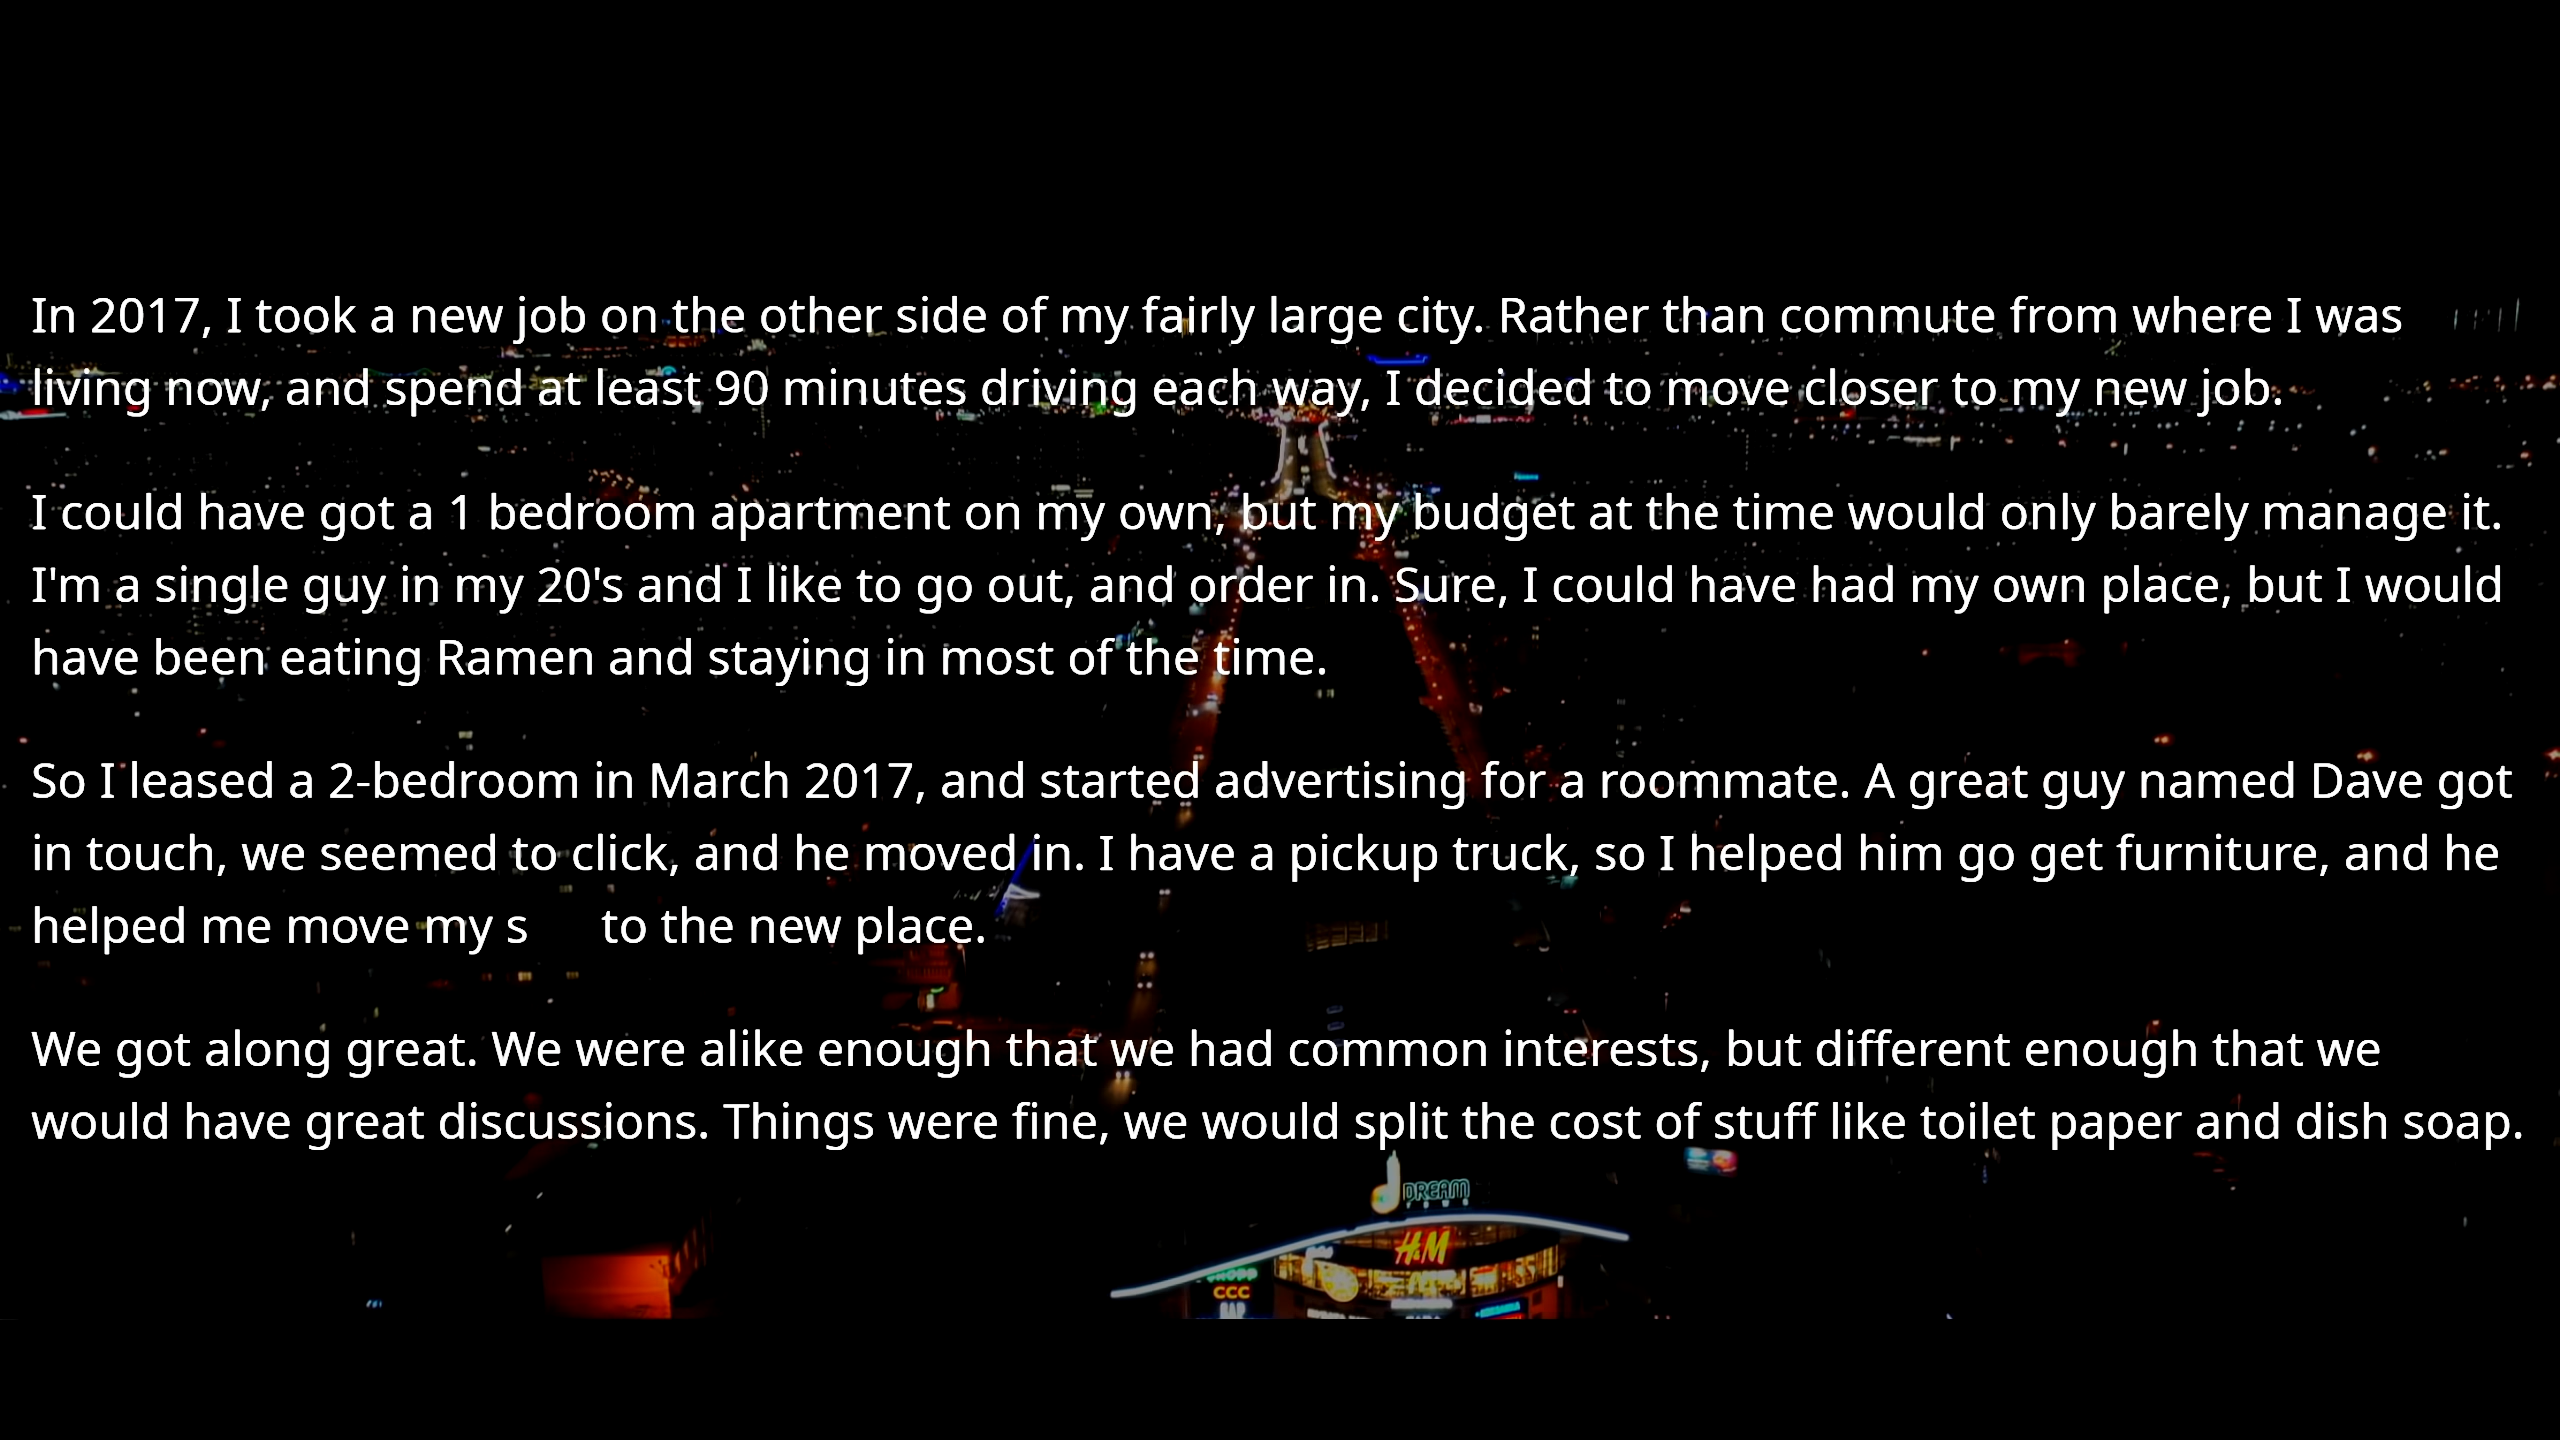 In 2017, I took a new job on the other side of my fairly large city. Rather than commute from where I was
living now, and spend at least 90 minutes driving each way, I decided to move closer to my new job.
I could have got a 1 bedroom apartment on my own, but my budget at the time would only barely manage it.
I'm a single guy in my 20's and I like to go out, and order in. Sure, I could have had my own place, but I would
have been eating Ramen and staying in most of the time.
So I leased a 2-bedroom in March 2017, and started advertising for a roommate. A great guy named Dave got
in touch, we seemed to click, and he moved in. I have a pickup truck, so I helped him go get furniture, and he
helped me move my s to the new place.
We got along great. We were alike enough that we had common interests, but different enough that we
would have great discussions. Things were fine, we would split the cost of stuff like toilet paper and dish soap.
DREAM
H&M
CCC